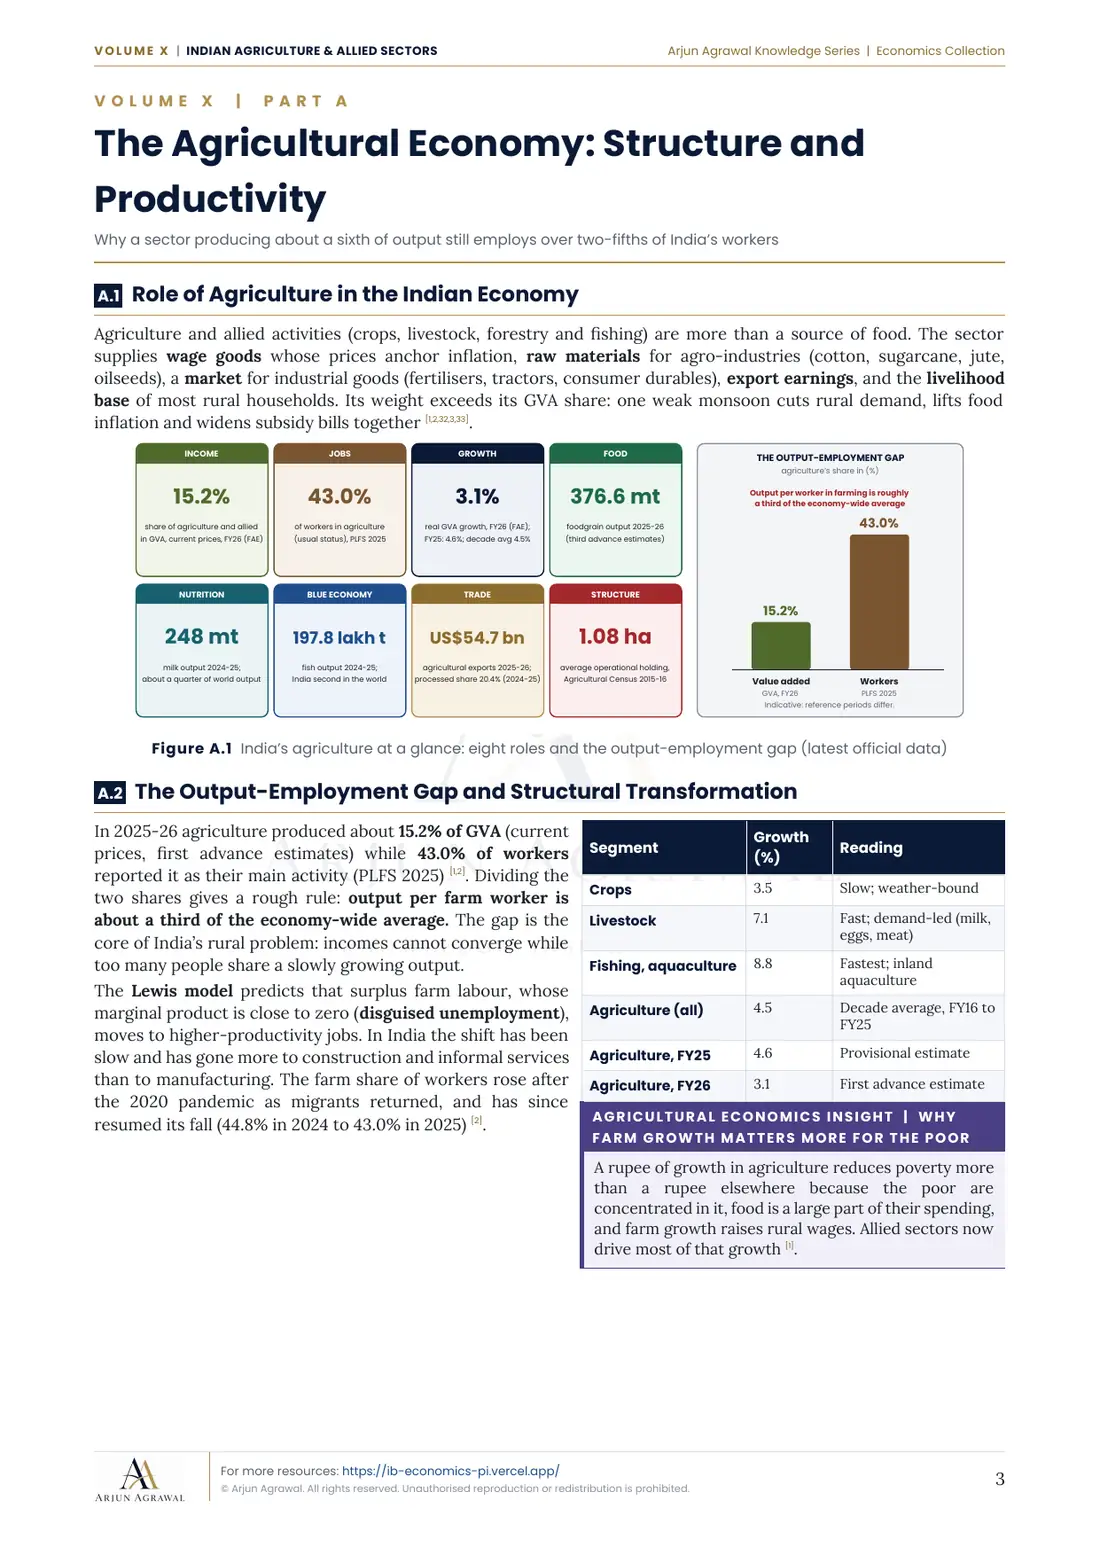 VOLUME X | INDIAN AGRICULTURE & ALLIED SECTORS
Arjun Agrawal Knowledge Series | Economics Collection
VOLUME X | PART A
The Agricultural Economy: Structure and
Productivity
Why a sector producing about a sixth of output still employs over two-fifths of India's workers
A.1 Role of Agriculture in the Indian Economy
Agriculture and allied activities (crops, livestock, forestry and fishing) are more than a source of food. The sector
supplies wage goods whose prices anchor inflation, raw materials for agro-industries (cotton, sugarcane, jute,
oilseeds), a market for industrial goods (fertilisers, tractors, consumer durables), export earnings, and the livelihood
base of most rural households. Its weight exceeds its GVA share: one weak monsoon cuts rural demand, lifts food
inflation and widens subsidy bills together [1,2,32,3,33].
INCOME
15.2%
share of agriculture and allied
in GVA, current prices, FY26 (FAE)
JOBS
43.0%
of workers in agriculture
(usual status), PLFS 2025
GROWTH
3.1%
real GVA growth, FY26 (FAE);
FY25: 4.6%; decade avg 4.5%
FOOD
376.6 mt
foodgrain output 2025-26
(third advance estimates)
NUTRITION
248 mt
milk output 2024-25;
about a quarter of world output
BLUE ECONOMY
197.8 lakh t
fish output 2024-25;
India second in the world
TRADE
US$54.7 bn
agricultural exports 2025-26;
processed share 20.4% (2024-25)
STRUCTURE
1.08 ha
average operational holding,
Agricultural Census 2015-16
THE OUTPUT-EMPLOYMENT GAP
agriculture's share in (%)
Output per worker in farming is roughly
a third of the economy-wide average
43.0%
15.2%
Value added
GVA, FY26
Workers
PLFS 2025
Indicative: reference periods differ.
Figure A.1 India's agriculture at a glance: eight roles and the output-employment gap (latest official data)
A.2 The Output-Employment Gap and Structural Transformation
In 2025-26 agriculture produced about 15.2% of GVA (current
prices, first advance estimates) while 43.0% of workers
reported it as their main activity (PLFS 2025) [1,2]. Dividing the
two shares gives a rough rule: output per farm worker is
about a third of the economy-wide average. The gap is the
core of India's rural problem: incomes cannot converge while
too many people share a slowly growing output.
The Lewis model predicts that surplus farm labour, whose
marginal product is close to zero (disguised unemployment),
moves to higher-productivity jobs. In India the shift has been
slow and has gone more to construction and informal services
than to manufacturing. The farm share of workers rose after
the 2020 pandemic as migrants returned, and has since
resumed its fall (44.8% in 2024 to 43.0% in 2025) [2].
Segment Growth (%) Reading
Crops 3.5 Slow; weather-bound
Livestock 7.1 Fast; demand-led (milk, eggs, meat)
Fishing, aquaculture 8.8 Fastest; inland aquaculture
Agriculture (all) 4.5 Decade average, FY16 to FY25
Agriculture, FY25 4.6 Provisional estimate
Agriculture, FY26 3.1 First advance estimate
AGRICULTURAL ECONOMICS INSIGHT | WHY
FARM GROWTH MATTERS MORE FOR THE POOR
A rupee of growth in agriculture reduces poverty more
than a rupee elsewhere because the poor are
concentrated in it, food is a large part of their spending,
and farm growth raises rural wages. Allied sectors now
drive most of that growth [1].
ARJUN AGRAWAL
For more resources: https://ib-economics-pi.vercel.app/
© Arjun Agrawal. All rights reserved. Unauthorised reproduction or redistribution is prohibited.
3